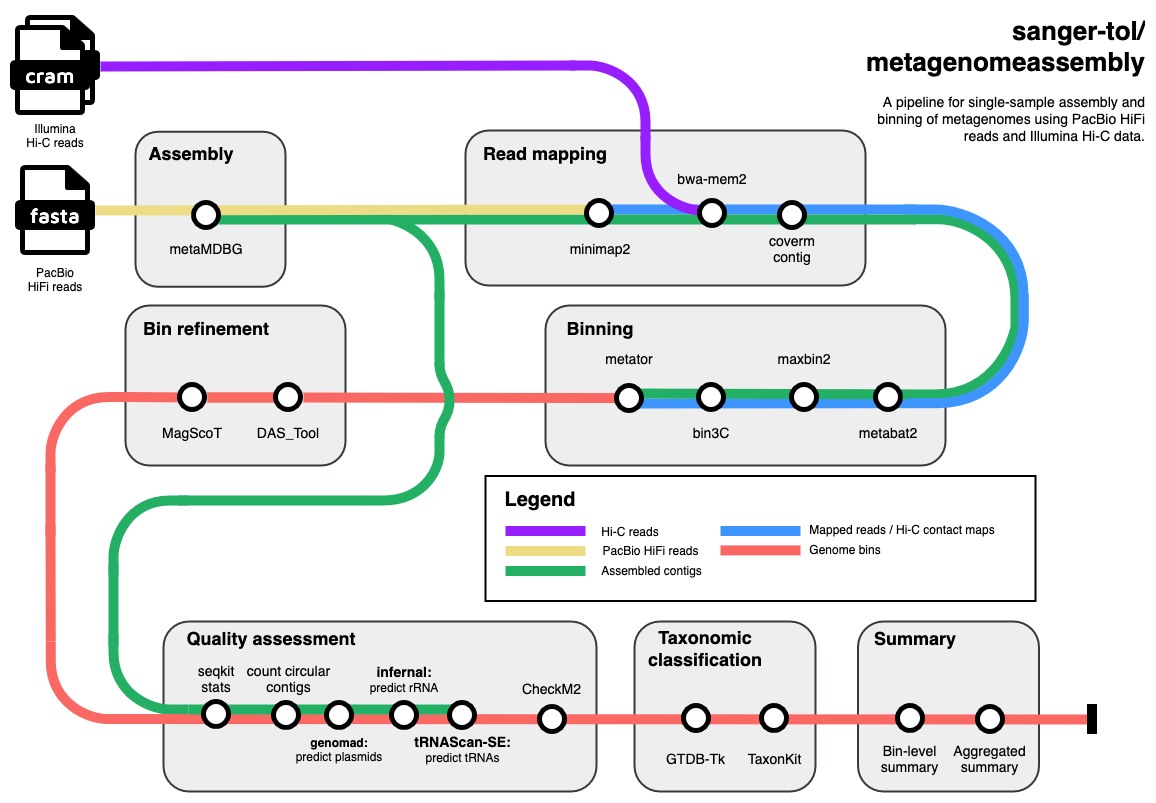 sanger-tol/
metagenomeassembly
A pipeline for single-sample assembly and
binning of metagenomes using PacBio HiFi
reads and Illumina Hi-C data.
cram
Illumina
Hi-C reads
fasta
PacBio
HiFi reads
Assembly
metaMDBG
Read mapping
bwa-mem2
minimap2
coverm
contig
Bin refinement
MagScoT
DAS_Tool
Binning
metator
maxbin2
bin3C
metabat2
Legend
Hi-C reads
PacBio HiFi reads
Assembled contigs
Mapped reads / Hi-C contact maps
Genome bins
Quality assessment
seqkit
stats
count circular
contigs
infernal:
predict rRNA
CheckM2
genomad:
predict plasmids
tRNAScan-SE:
predict tRNAs
Taxonomic
classification
GTDB-Tk
TaxonKit
Summary
Bin-level
summary
Aggregated
summary